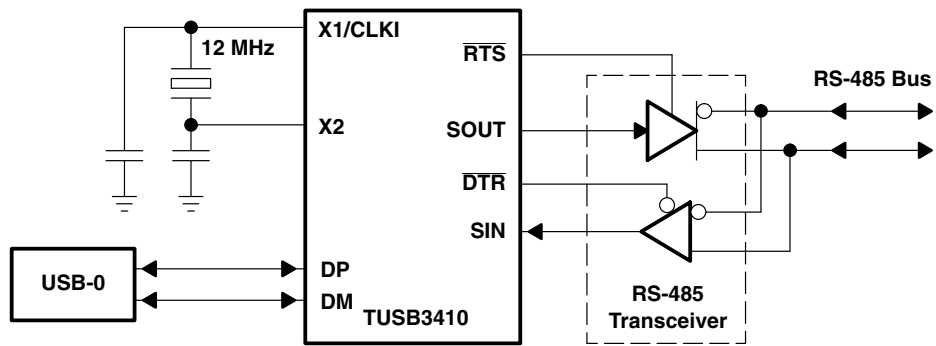 X1/CLKI
12 MHz
RTS
RS-485 Bus
X2
SOUT
DTR
SIN
USB-0
DP
DM
TUSB3410
RS-485
Transceiver